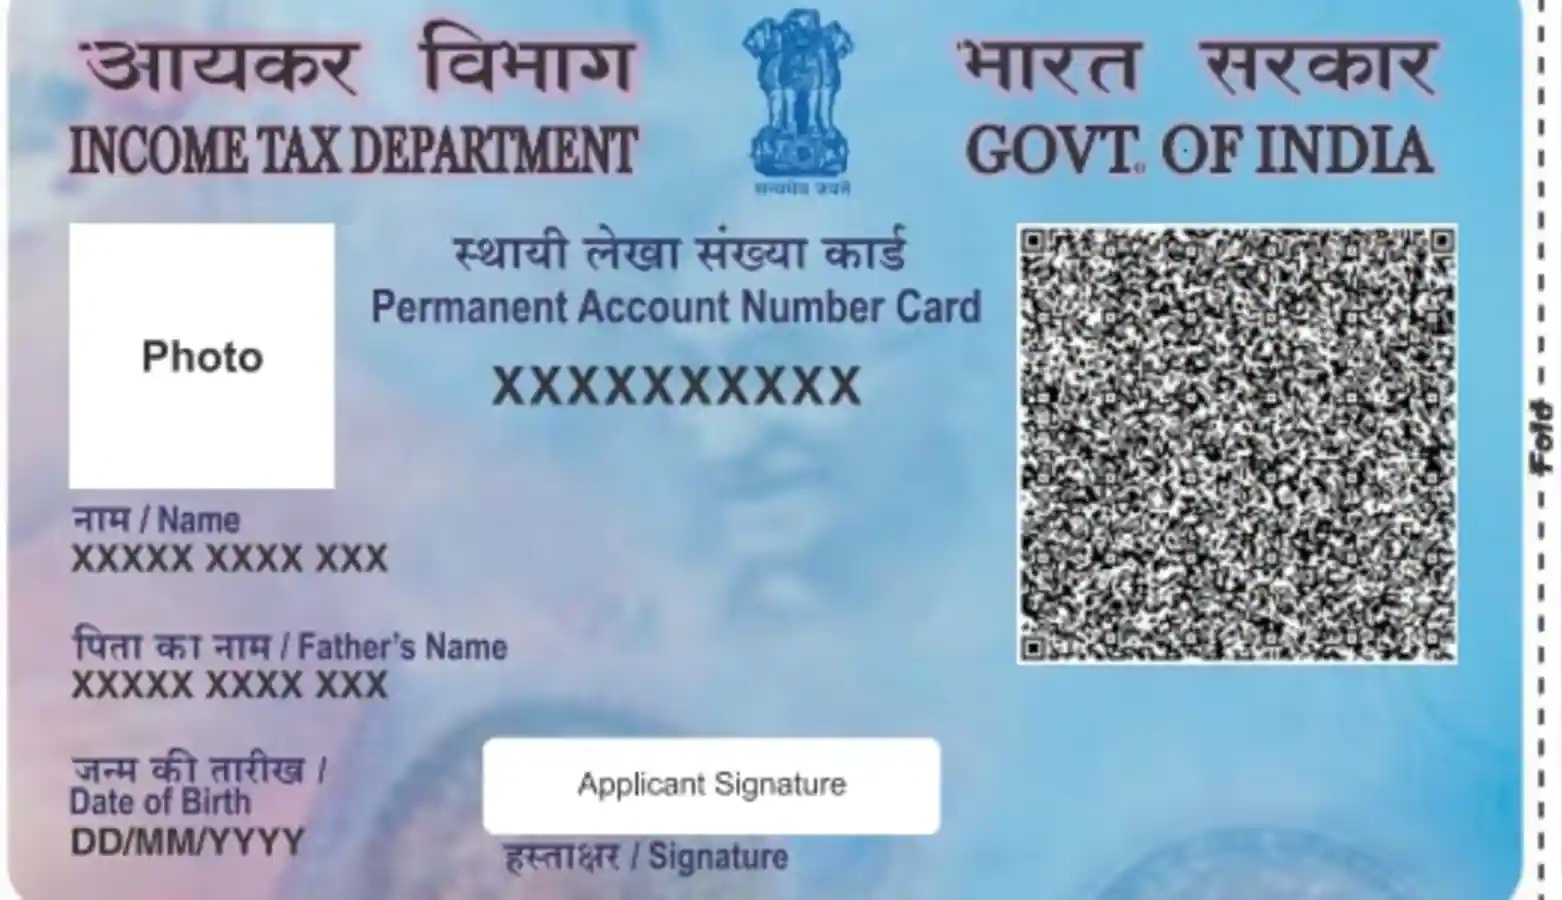 आयकर विभाग
INCOME TAX DEPARTMENT
सत्यमेव जयते
भारत सरकार
GOVT. OF INDIA
स्थायी लेखा संख्या कार्ड
Permanent Account Number Card
XXXXXXXXXX
Photo
नाम / Name
XXXXX XXXX XXX
पिता का नाम / Father's Name
XXXXX XXXX XXX
जन्म की तारीख /
Date of Birth
DD/MM/YYYY
Applicant Signature
हस्ताक्षर / Signature
Fold